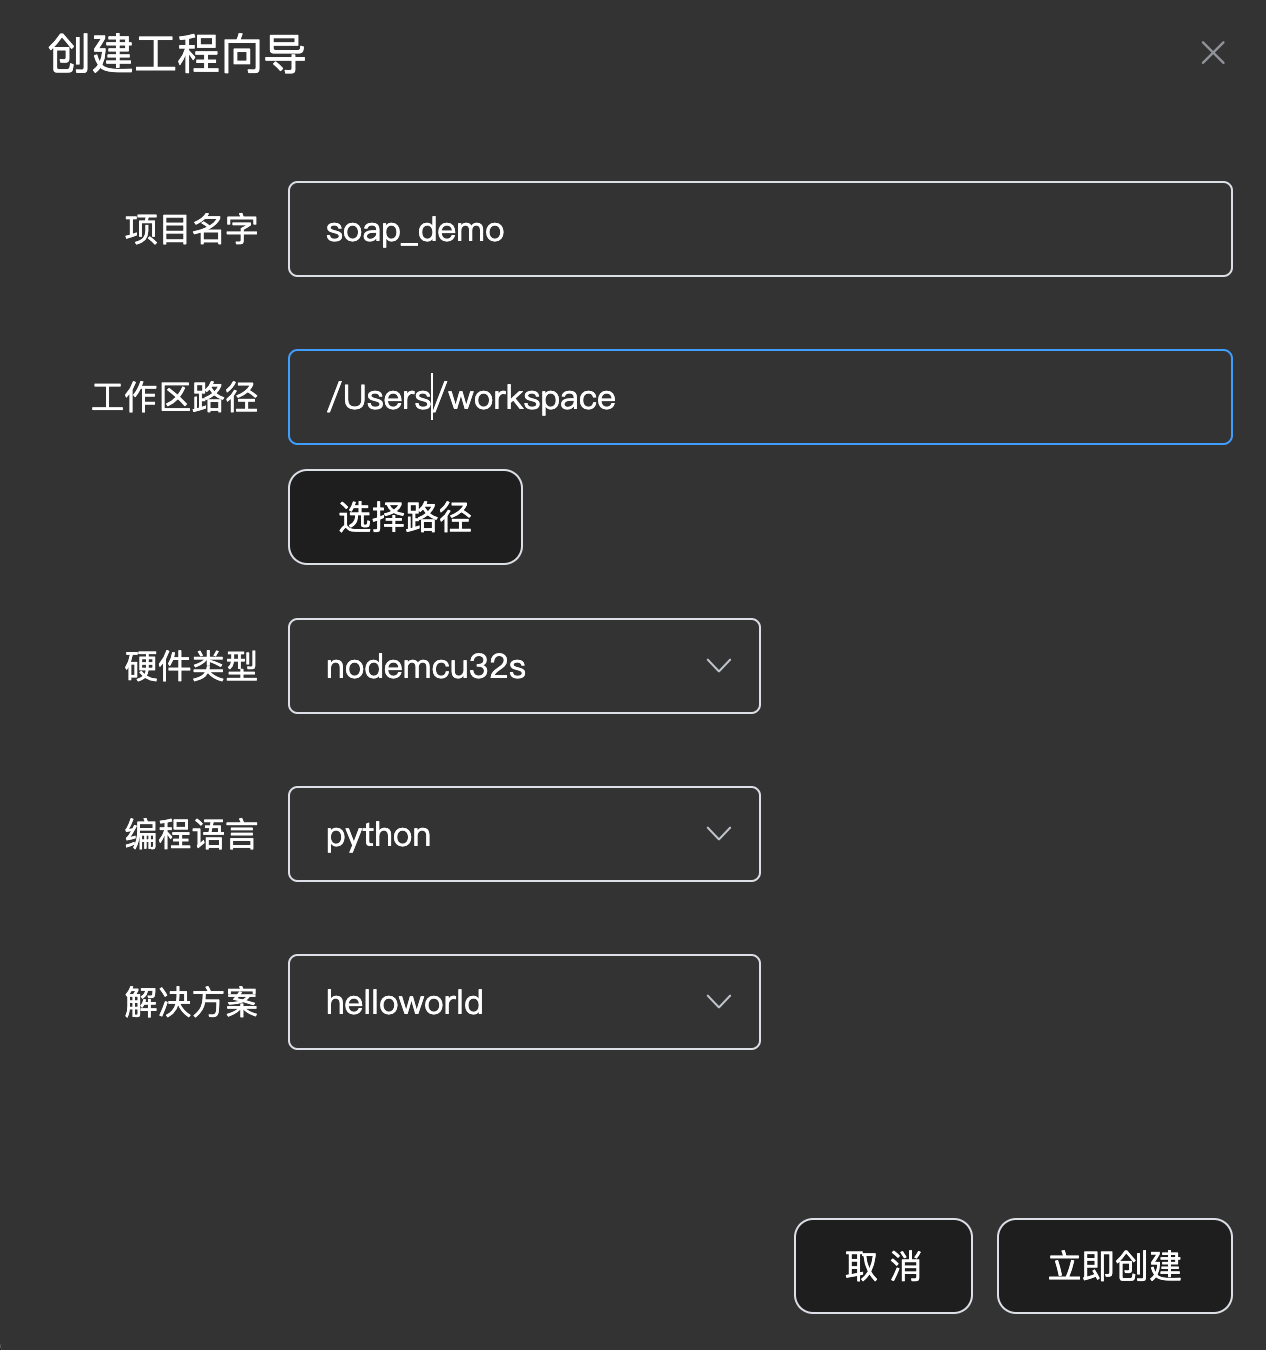 创建工程向导
项目名字
soap_demo
工作区路径
/Users/workspace
选择路径
硬件类型
nodemcu32s
编程语言
python
解决方案
helloworld
取 消
立即创建